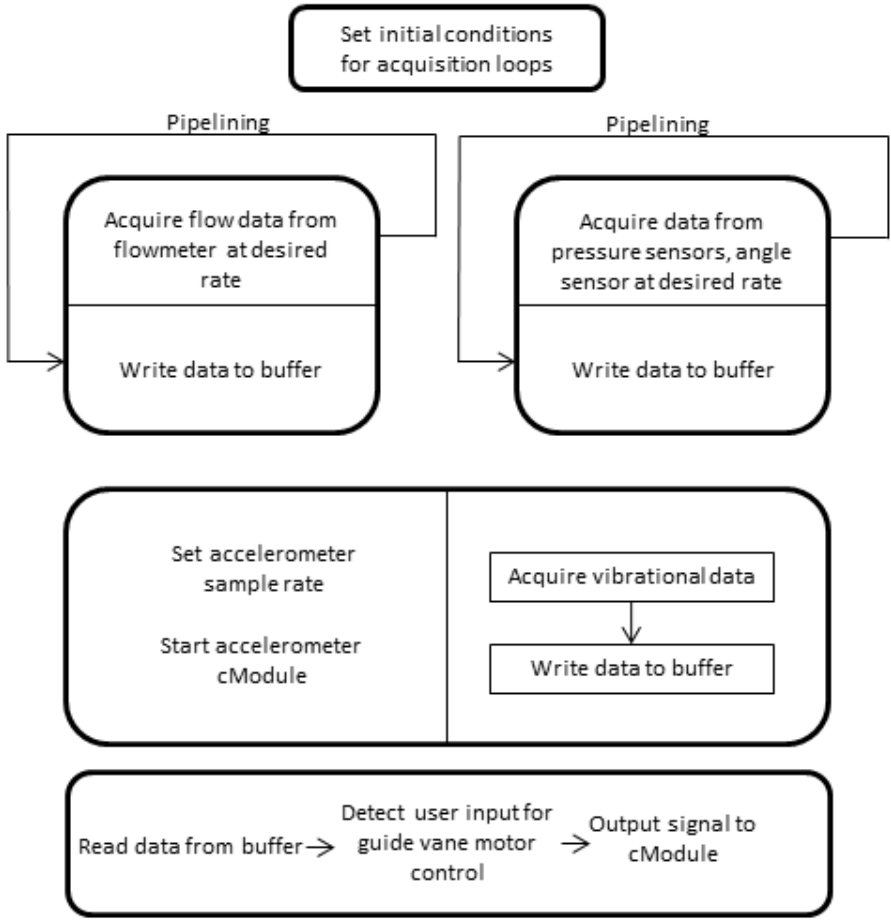 Set initial conditions
for acquisition loops
Pipelining
Acquire flow data from
flowmeter at desired
rate
Write data to buffer
Pipelining
Acquire data from
pressure sensors, angle
sensor at desired rate
Write data to buffer
Set accelerometer
sample rate
Start accelerometer
cModule
Acquire vibrational data
Write data to buffer
Read data from buffer
Detect user input for
guide vane motor
control
Output signal to
cModule